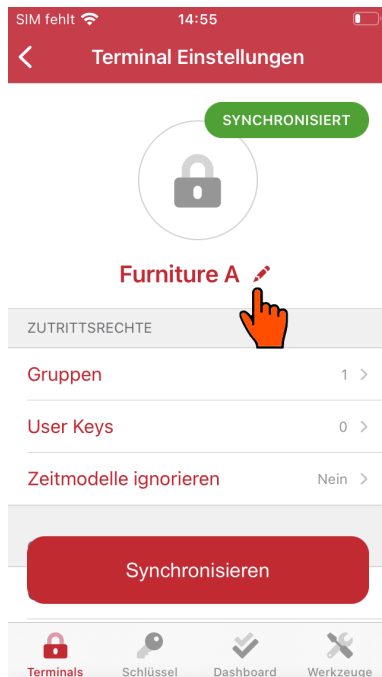 SIM fehlt 14:55
Terminal Einstellungen
SYNCHRONISIERT
Furniture A
ZUTRITTSRECHTE
Gruppen 1
User Keys 0
Zeitmodelle ignorieren Nein
Synchronisieren
Terminals Schlüssel Dashboard Werkzeuge